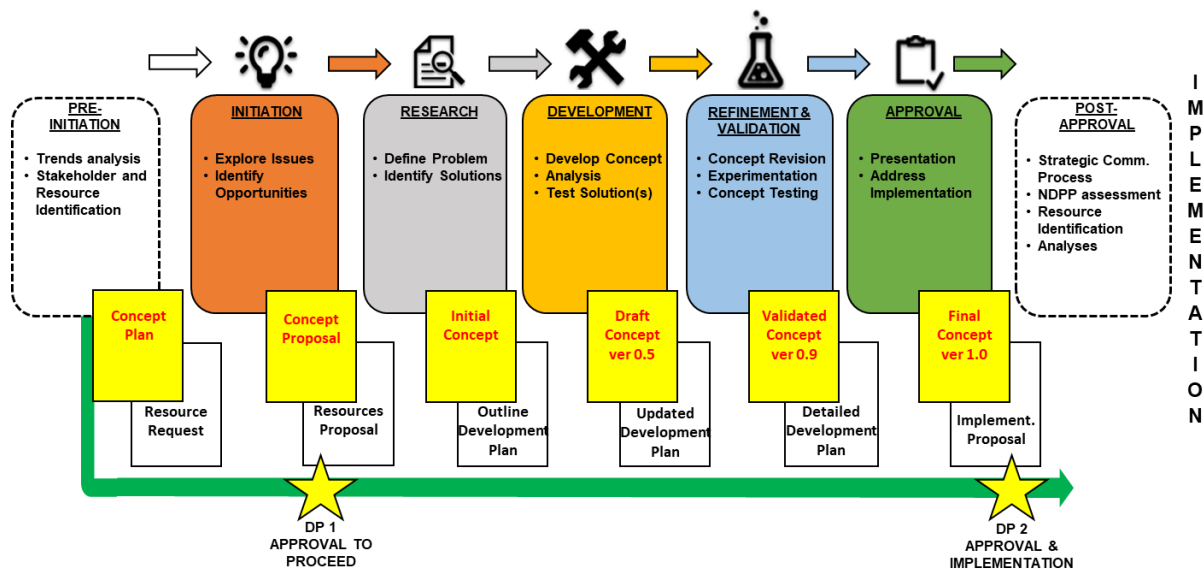 PRE-
INITIATION
• Trends analysis
• Stakeholder and
Resource
Identification
INITIATION
• Explore Issues
• Identify
Opportunities
RESEARCH
• Define Problem
• Identify Solutions
DEVELOPMENT
• Develop Concept
• Analysis
• Test Solution(s)
REFINEMENT &
VALIDATION
• Concept Revision
• Experimentation
• Concept Testing
APPROVAL
• Presentation
• Address
Implementation
POST-
APPROVAL
• Strategic Comm.
Process
• NDPP assessment
• Resource
Identification
• Analyses
IMPLEMENTATION
Concept
Plan
Resource
Request
Concept
Proposal
Resources
Proposal
Initial
Concept
Outline
Development
Plan
Draft
Concept
ver 0.5
Updated
Development
Plan
Validated
Concept
ver 0.9
Detailed
Development
Plan
Final
Concept
ver 1.0
Implement.
Proposal
DP 1
APPROVAL TO
PROCEED
DP 2
APPROVAL &
IMPLEMENTATION